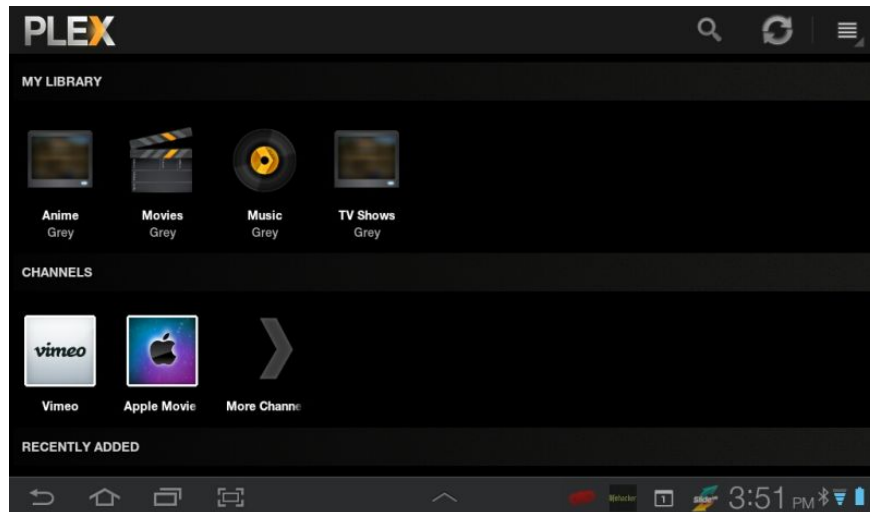 PLEX
MY LIBRARY
Anime
Grey
Movies
Grey
Music
Grey
TV Shows
Grey
CHANNELS
vimeo
Vimeo
Apple Movie
More Channe
RECENTLY ADDED
1
3:51 PM